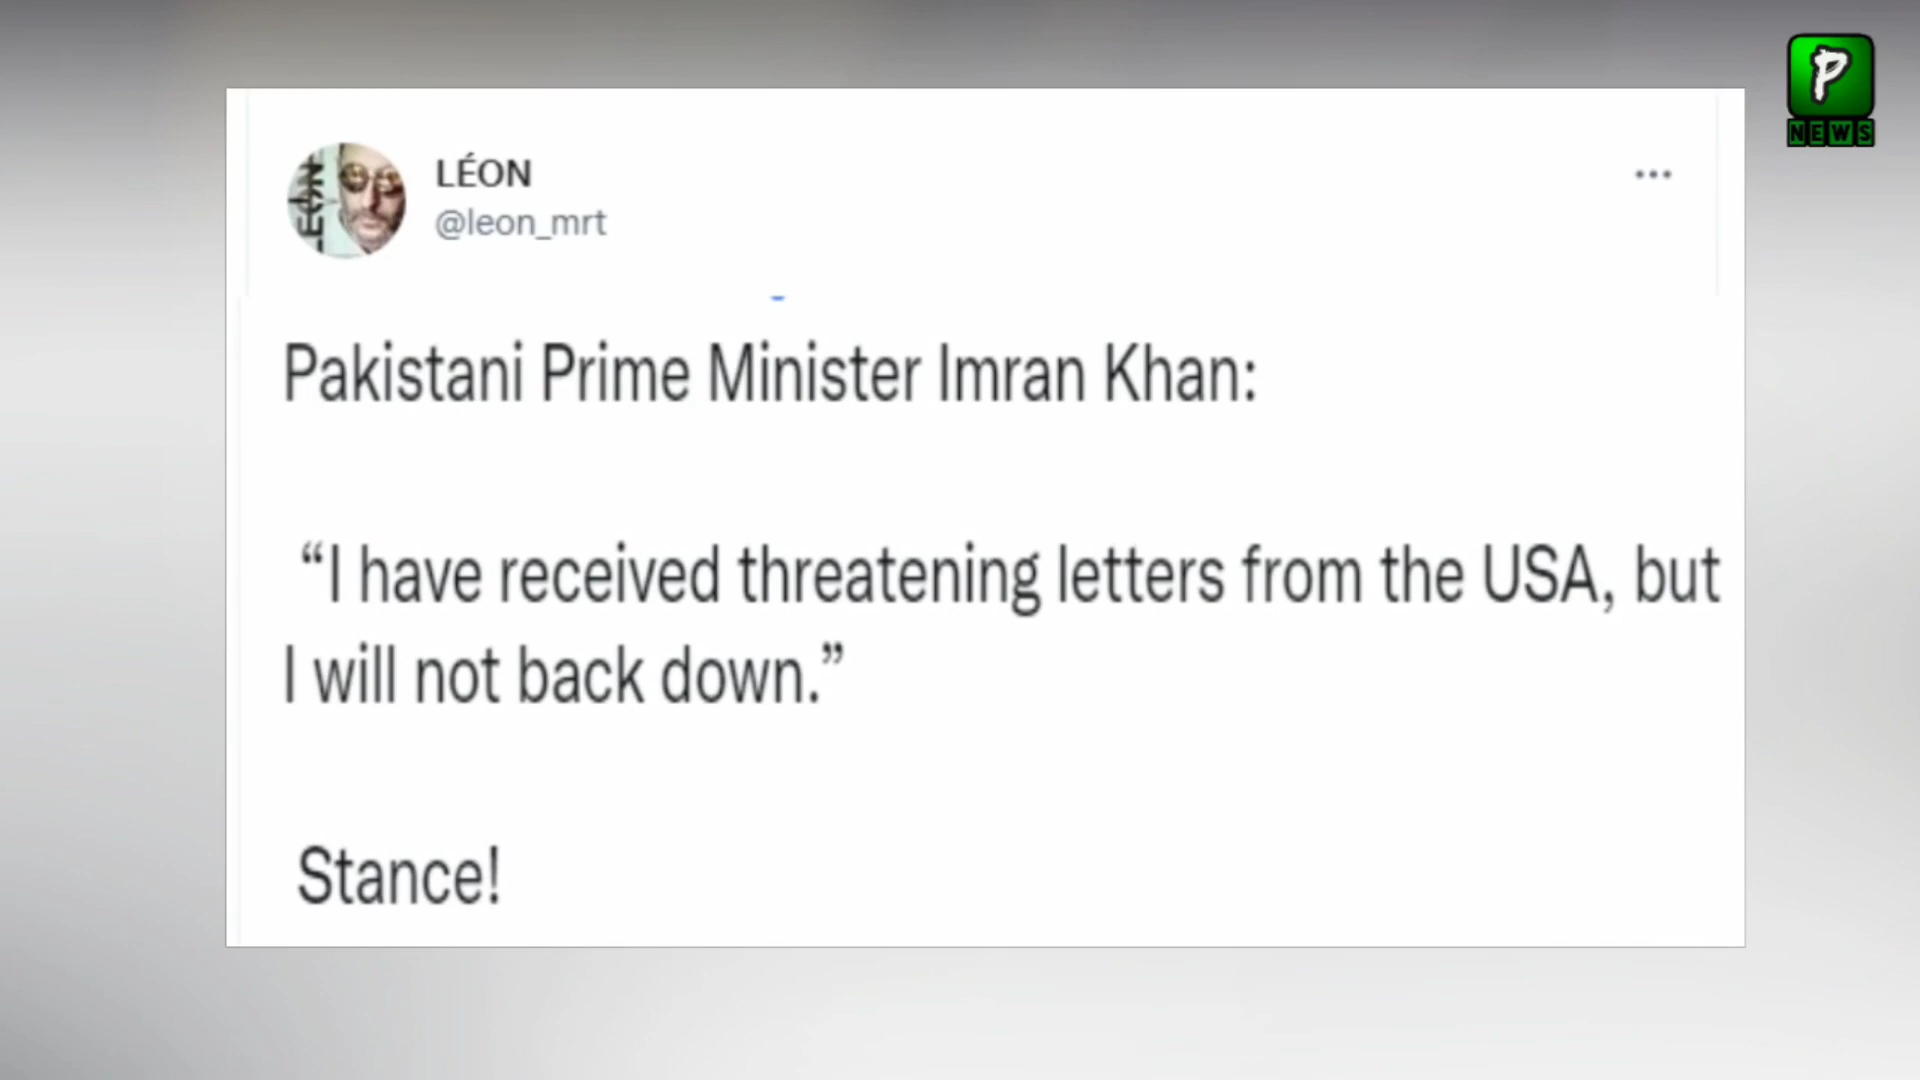 P
NEWS
LÉON
LÉON
@leon_mrt
Pakistani Prime Minister Imran Khan:
“I have received threatening letters from the USA, but
I will not back down.”
Stance!